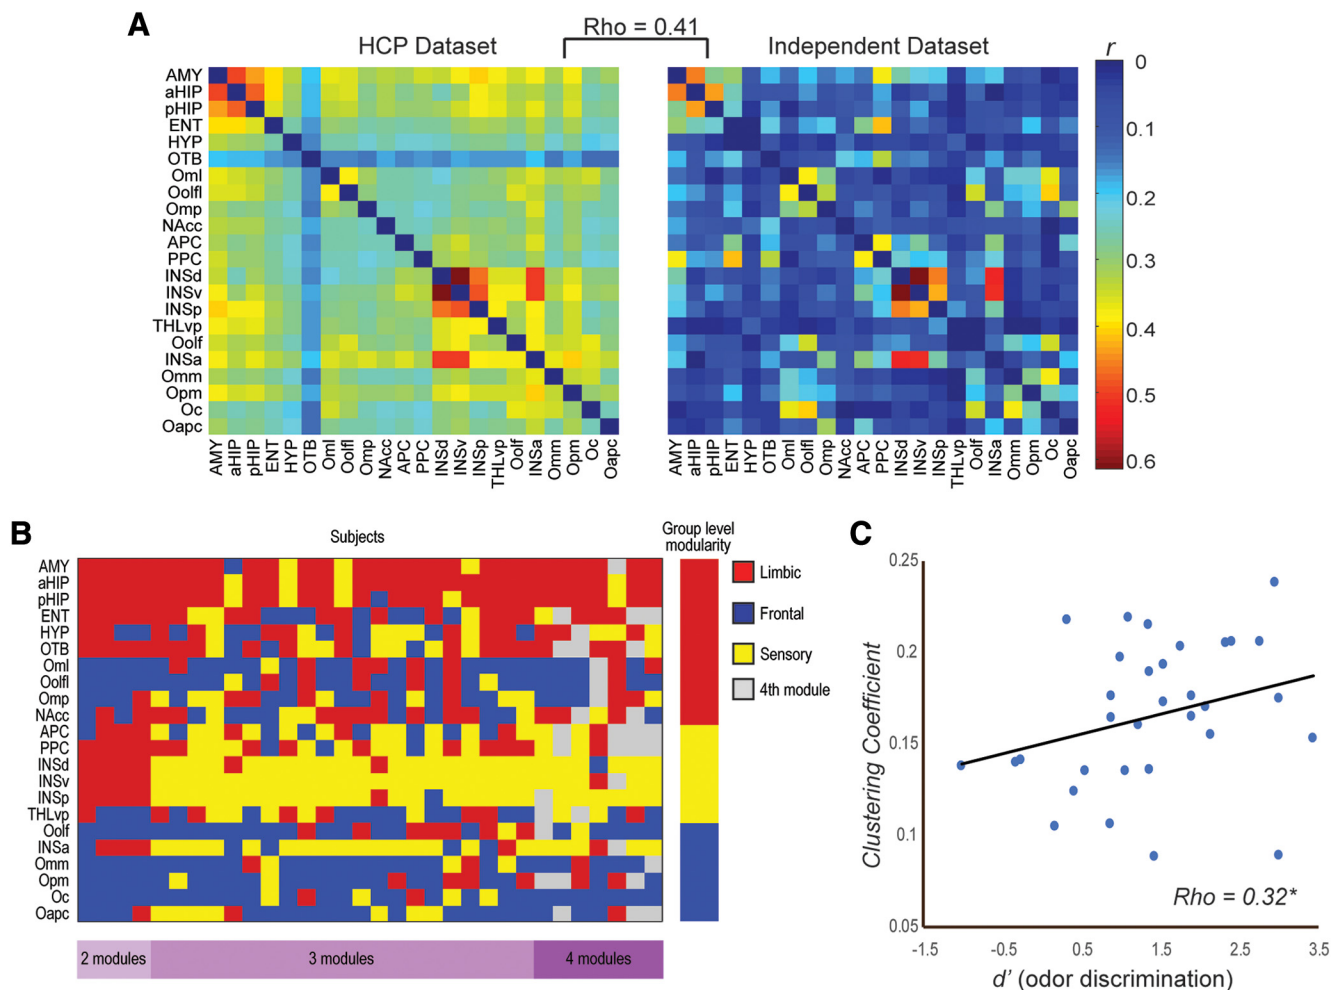 A
Rho = 0.41
HCP Dataset
Independent Dataset
r
AMY
aHIP
pHIP
ENT
HYP
OTB
Oml
Oolfl
Omp
NAcc
APC
PPC
INSd
INSv
INSp
THLvp
Oolf
INSa
Omm
Opm
Oc
Oapc
0
0.1
0.2
0.3
0.4
0.5
0.6
AMY aHIP pHIP ENT HYP OTB Oml Oolfl Omp NAcc APC PPC INSd INSv INSp THLvp Oolf INSa Omm Opm Oc Oapc
AMY aHIP pHIP ENT HYP OTB Oml Oolfl Omp NAcc APC PPC INSd INSv INSp THLvp Oolf INSa Omm Opm Oc Oapc
B
Subjects
Group level
modularity
AMY
aHIP
pHIP
ENT
HYP
OTB
Oml
Oolfl
Omp
NAcc
APC
PPC
INSd
INSv
INSp
THLvp
Oolf
INSa
Omm
Opm
Oc
Oapc
Limbic
Frontal
Sensory
4th module
2 modules
3 modules
4 modules
C
0.25
0.2
0.15
0.1
0.05
Clustering Coefficient
Rho = 0.32*
-1.5 -0.5 0.5 1.5 2.5 3.5
d' (odor discrimination)